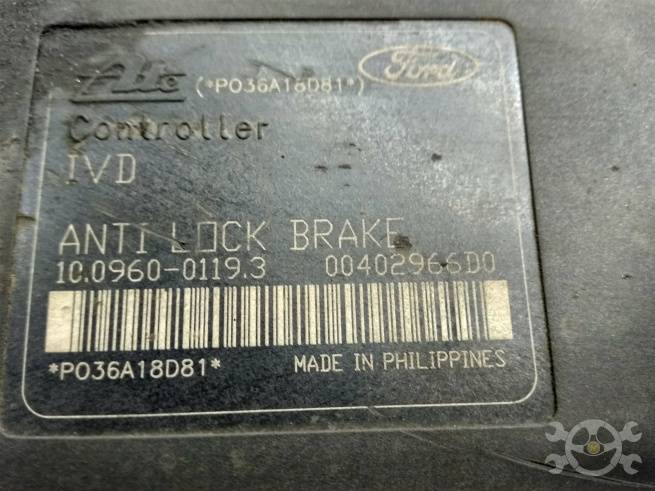 Ate (*P036A18D81*) Ford
Controller
IVD
ANTI LOCK BRAKE
10.0960-0119.3 00402966D0
*P036A18D81* MADE IN PHILIPPINES